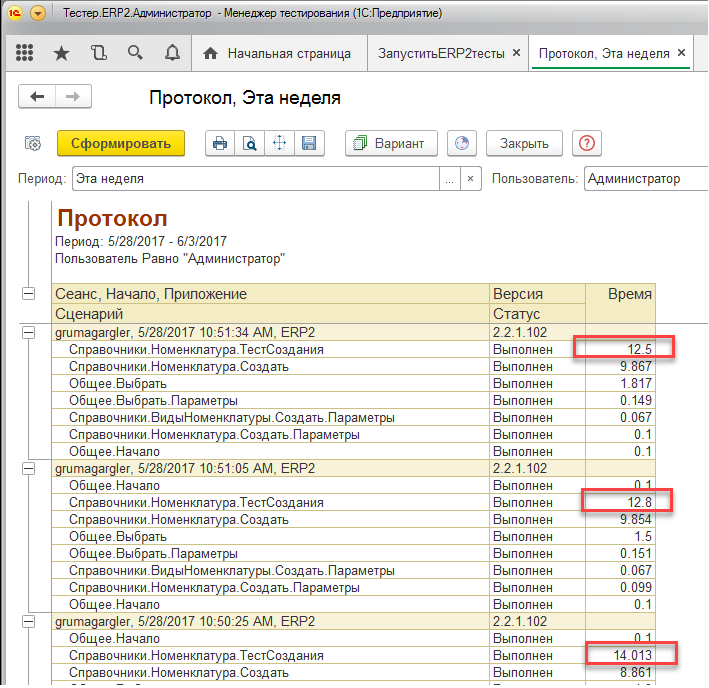 Тестер.ERP2.Администратор - Менеджер тестирования (1С:Предприятие)
Начальная страница ЗапуститьERP2тесты × Протокол, Эта неделя ×
Протокол, Эта неделя
Сформировать Вариант Закрыть ?
Период: Эта неделя ... × Пользователь: Администратор
Протокол
Период: 5/28/2017 - 6/3/2017
Пользователь Равно "Администратор"
Сеанс, Начало, Приложение Версия Время
Сценарий Статус
grumagargler, 5/28/2017 10:51:34 AM, ERP2 2.2.1.102
Справочники.Номенклатура.ТестСоздания Выполнен 12.5
Справочники.Номенклатура.Создать Выполнен 9.867
Общее.Выбрать Выполнен 1.817
Общее.Выбрать.Параметры Выполнен 0.149
Справочники.ВидыНоменклатуры.Создать.Параметры Выполнен 0.067
Справочники.Номенклатура.Создать.Параметры Выполнен 0.1
Общее.Начало Выполнен 0.1
grumagargler, 5/28/2017 10:51:05 AM, ERP2 2.2.1.102
Общее.Начало Выполнен 0.1
Справочники.Номенклатура.ТестСоздания Выполнен 12.8
Справочники.Номенклатура.Создать Выполнен 9.854
Общее.Выбрать Выполнен 1.5
Общее.Выбрать.Параметры Выполнен 0.151
Справочники.ВидыНоменклатуры.Создать.Параметры Выполнен 0.067
Справочники.Номенклатура.Создать.Параметры Выполнен 0.099
Общее.Начало Выполнен 0.1
grumagargler, 5/28/2017 10:50:25 AM, ERP2 2.2.1.102
Общее.Начало Выполнен 0.1
Справочники.Номенклатура.ТестСоздания Выполнен 14.013
Справочники.Номенклатура.Создать Выполнен 8.861